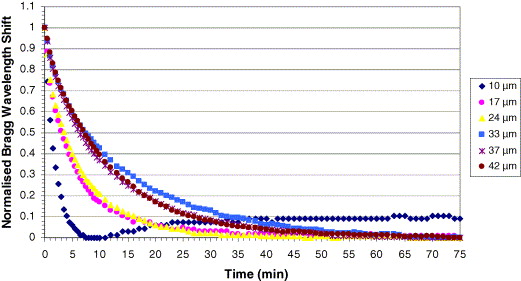 Normalised Bragg Wavelength Shift
1.1
1
0.9
0.8
0.7
0.6
0.5
0.4
0.3
0.2
0.1
0
0 5 10 15 20 25 30 35 40 45 50 55 60 65 70 75
Time (min)
10 µm
17 µm
24 µm
33 µm
37 µm
42 µm